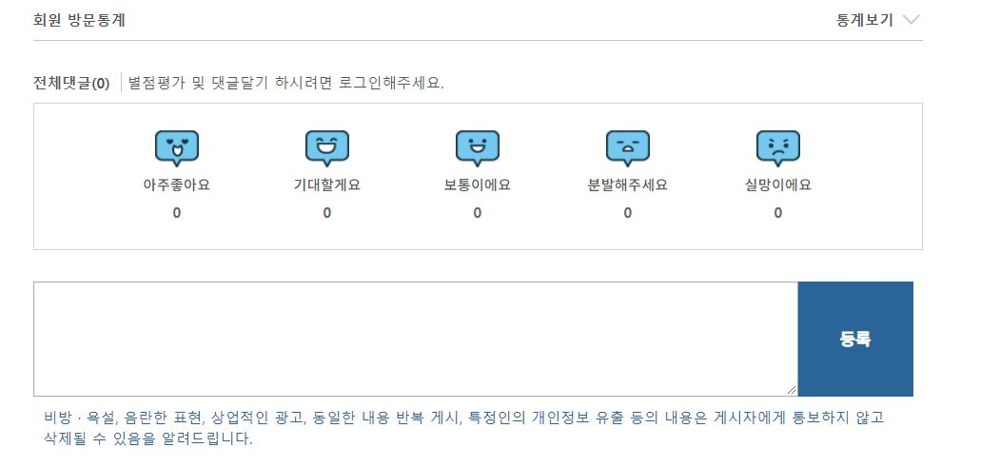 회원 방문통계 통계보기
전체댓글(0) 별점평가 및 댓글달기 하시려면 로그인해주세요.
아주좋아요 기대할게요 보통이에요 분발해주세요 실망이에요
0 0 0 0 0
등록
비방 · 욕설, 음란한 표현, 상업적인 광고, 동일한 내용 반복 게시, 특정인의 개인정보 유출 등의 내용은 게시자에게 통보하지 않고
삭제될 수 있음을 알려드립니다.